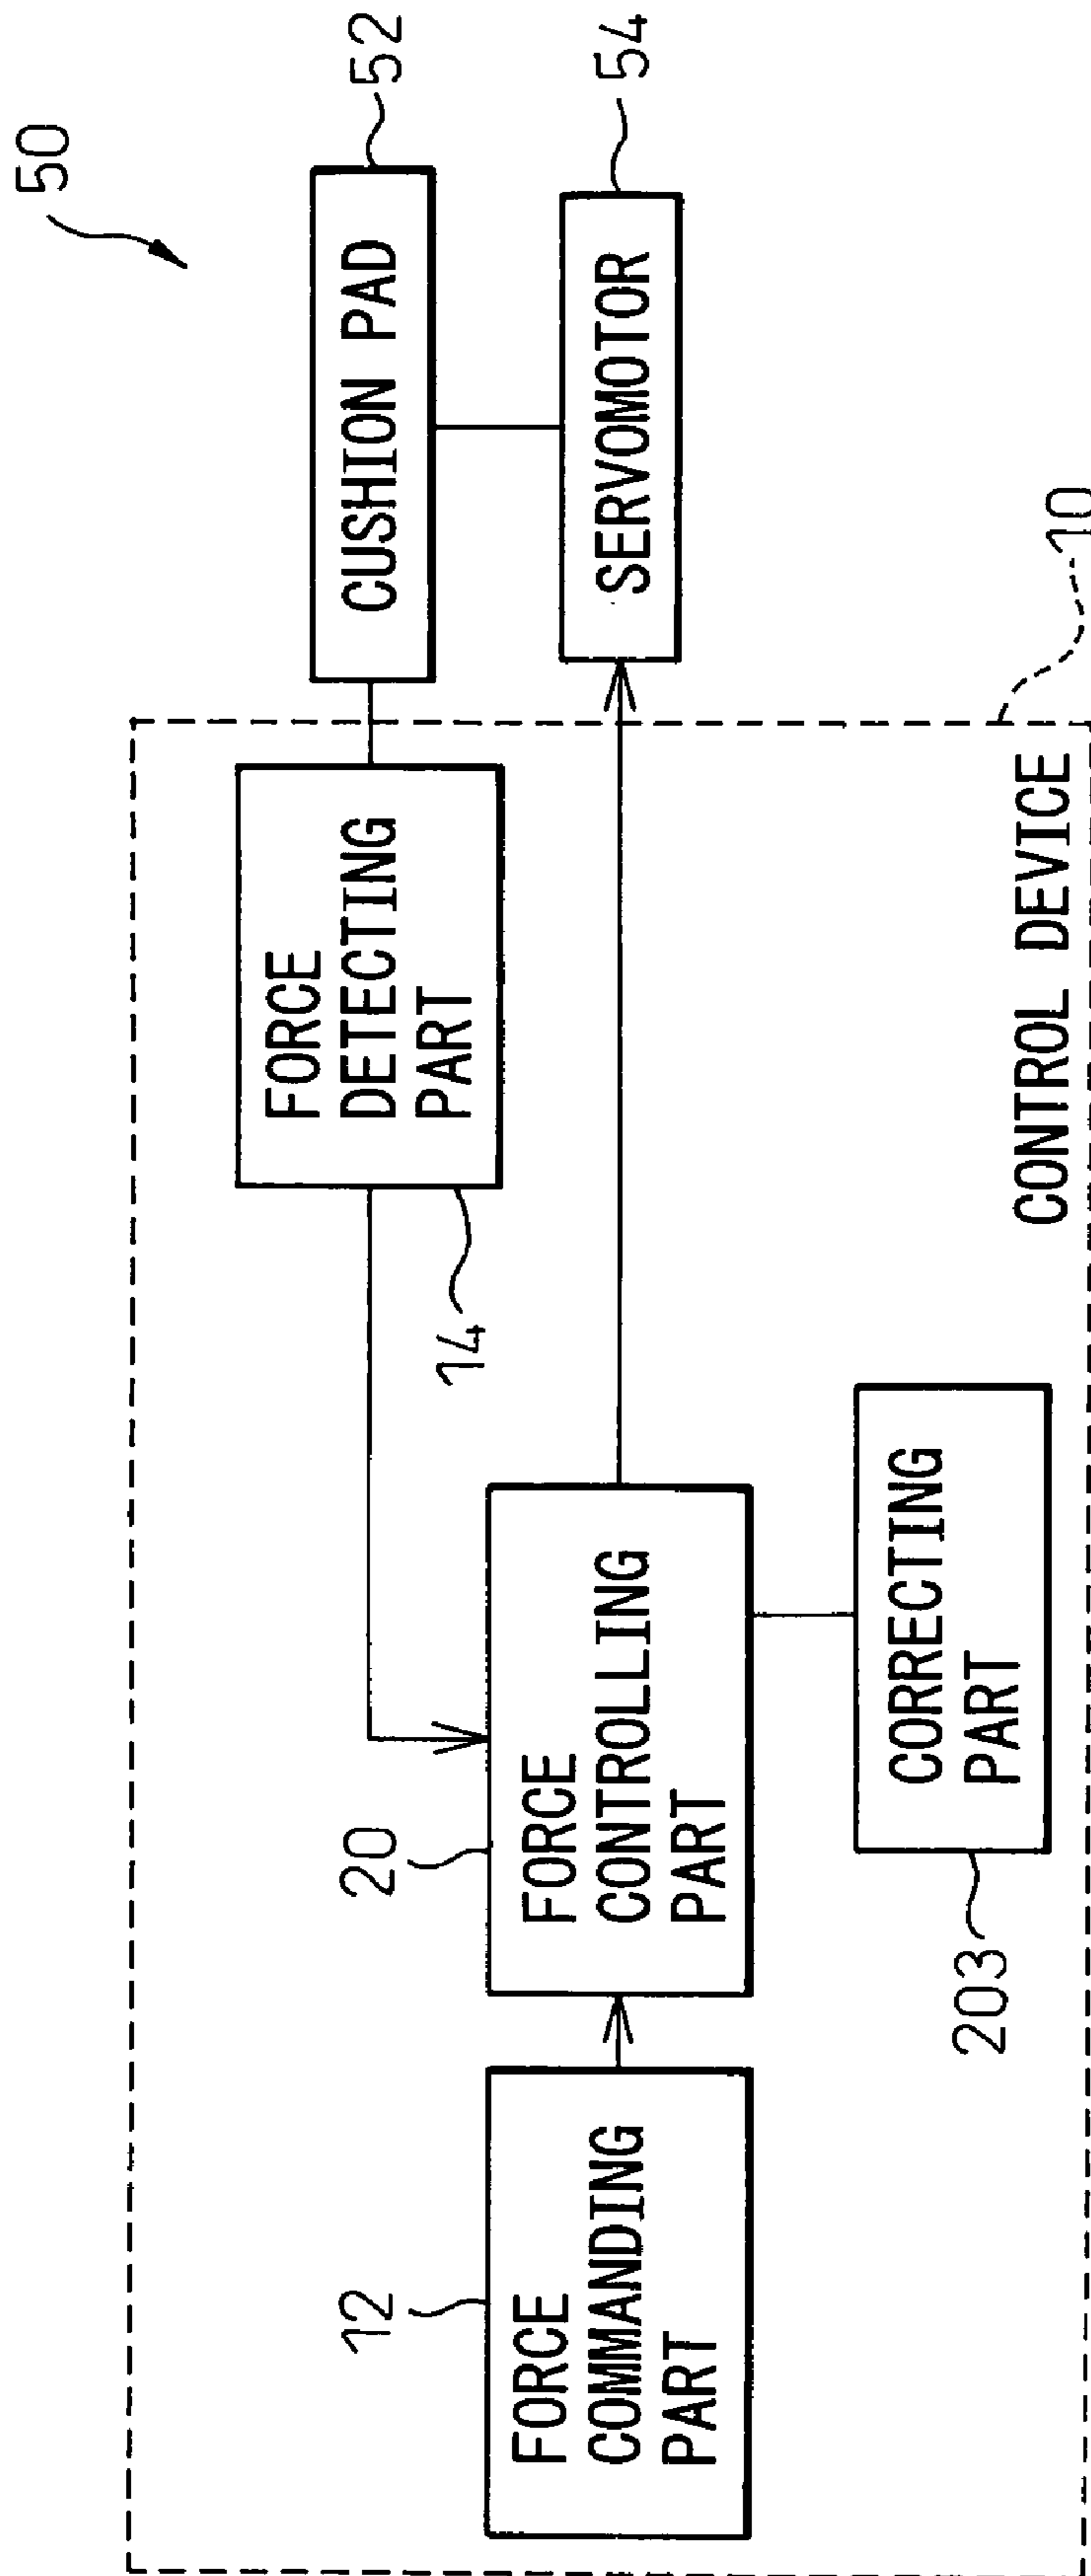 50
CUSHION PAD
52
SERVOMOTOR
54
FORCE
DETECTING
PART
14
20
FORCE
CONTROLLING
PART
12
FORCE
COMMANDING
PART
CORRECTING
PART
203
CONTROL DEVICE
10